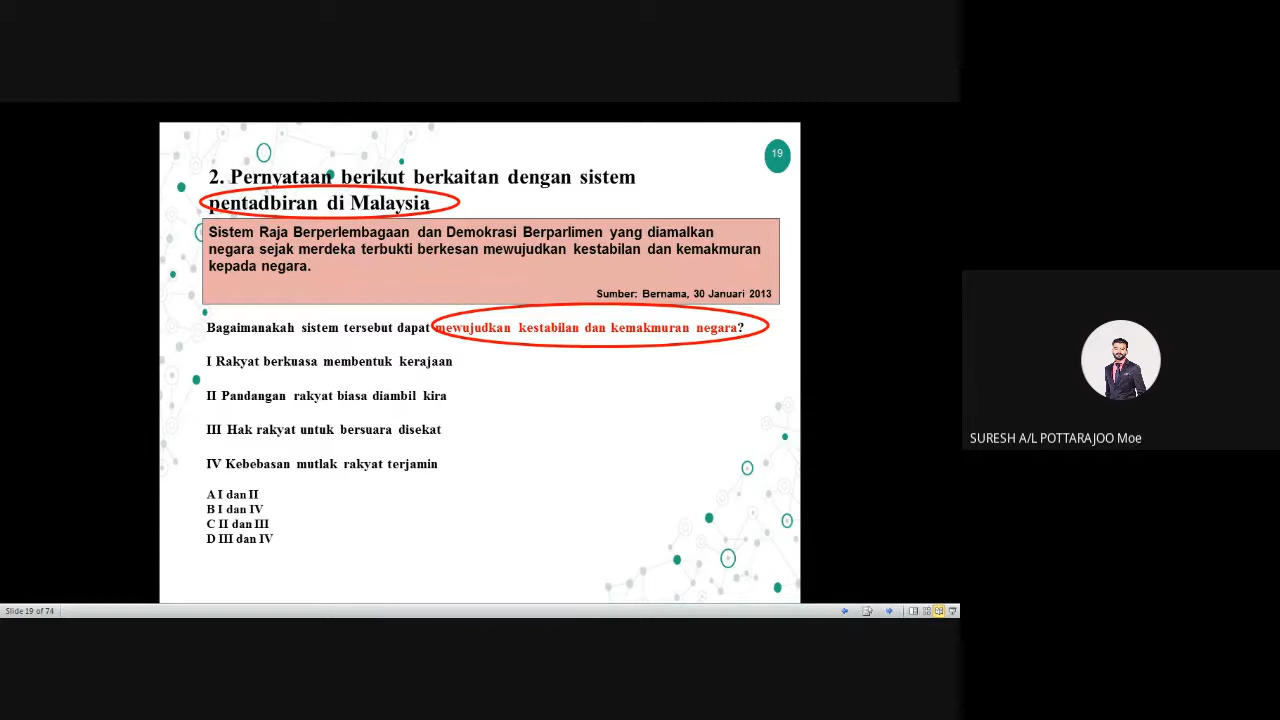 19
2. Pernyataan berikut berkaitan dengan sistem
pentadbiran di Malaysia
Sistem Raja Berperlembagaan dan Demokrasi Berparlimen yang diamalkan
negara sejak merdeka terbukti berkesan mewujudkan kestabilan dan kemakmuran
kepada negara.
Sumber: Bernama, 30 Januari 2013
Bagaimanakah sistem tersebut dapat mewujudkan kestabilan dan kemakmuran negara?
I Rakyat berkuasa membentuk kerajaan
II Pandangan rakyat biasa diambil kira
III Hak rakyat untuk bersuara disekat
IV Kebebasan mutlak rakyat terjamin
A I dan II
B I dan IV
C II dan III
D III dan IV
SURESH A/L POTTARAJOO Moe
Slide 19 of 74